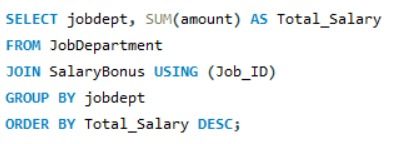 SELECT jobdept, SUM(amount) AS Total_Salary
FROM JobDepartment
JOIN SalaryBonus USING (Job_ID)
GROUP BY jobdept
ORDER BY Total_Salary DESC;